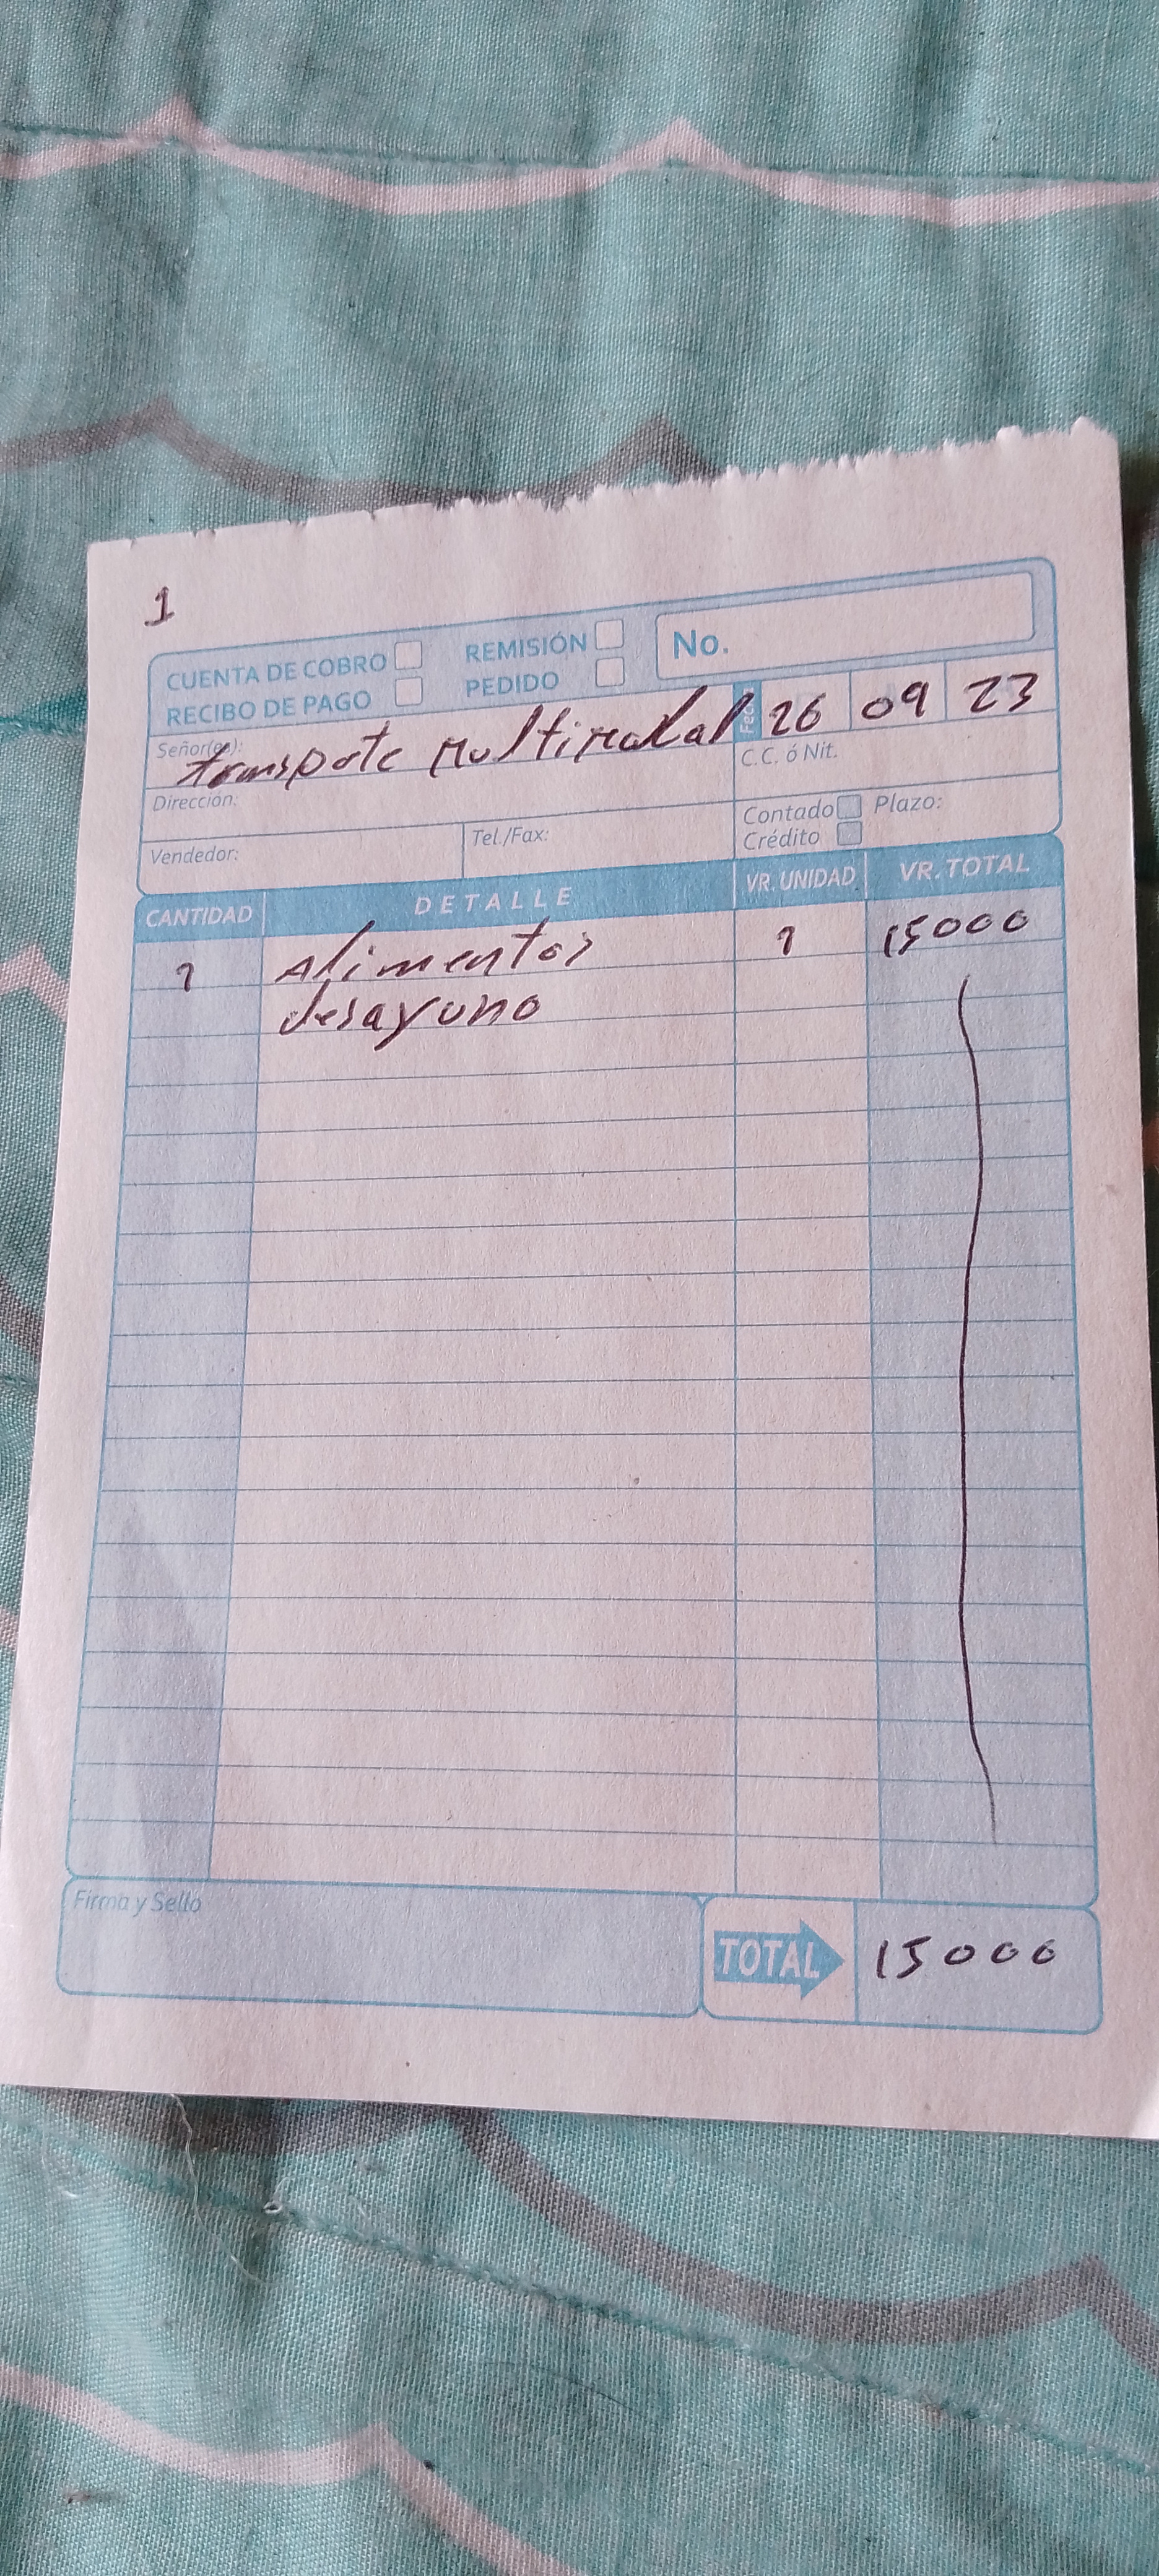 1
CUENTA DE COBRO REMISIÓN No.
RECIBO DE PAGO PEDIDO
Señor(es): transpote Multimodal Fec 26 09 23
C.C. ó Nit.
Dirección:
Contado Plazo:
Vendedor: Tel./Fax: Crédito
CANTIDAD DETALLE VR. UNIDAD VR. TOTAL
1 Alimentos 1 15000
desayuno
Firma y Sello TOTAL 15000